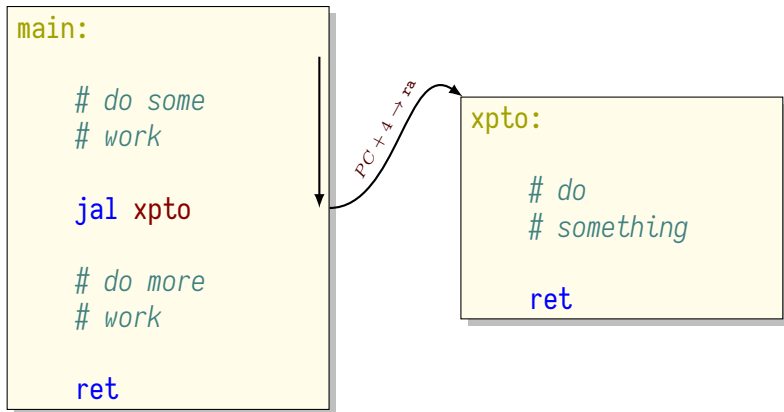 main:
# do some
# work
jal xpto
# do more
# work
ret
PC + 4 → ra
xpto:
# do
# something
ret